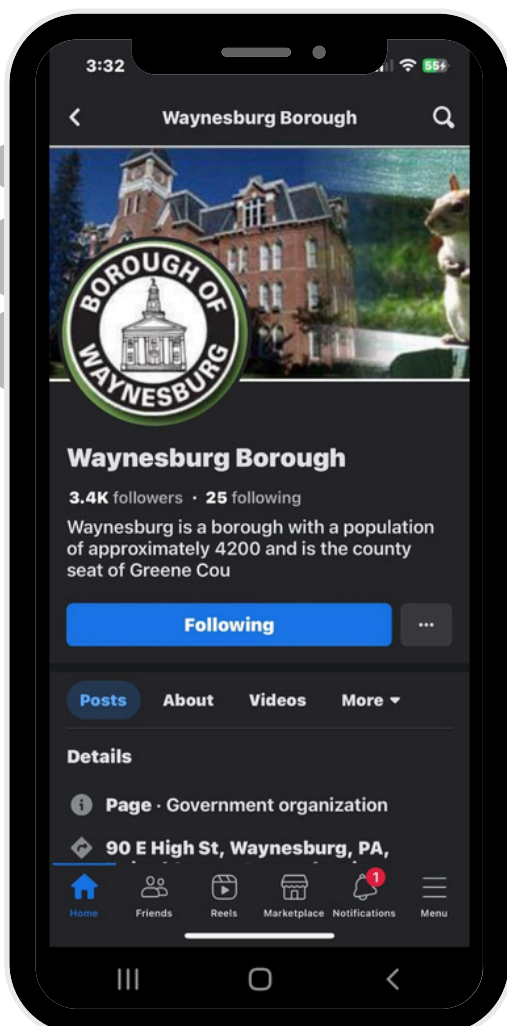 3:32
55
Waynesburg Borough
BOROUGH OF
WAYNESBURG
Waynesburg Borough
3.4K followers · 25 following
Waynesburg is a borough with a population
of approximately 4200 and is the county
seat of Greene Cou
Following
Posts About Videos More
Details
Page · Government organization
90 E High St, Waynesburg, PA,
1
Home Friends Reels Marketplace Notifications Menu